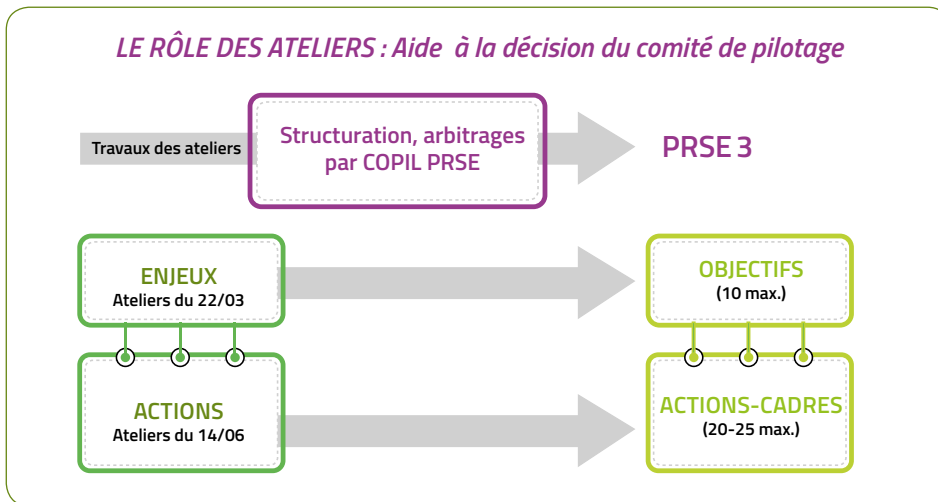 LE RÔLE DES ATELIERS : Aide à la décision du comité de pilotage
Travaux des ateliers
Structuration, arbitrages
par COPIL PRSE
PRSE 3
ENJEUX
Ateliers du 22/03
OBJECTIFS
(10 max.)
ACTIONS
Ateliers du 14/06
ACTIONS-CADRES
(20-25 max.)